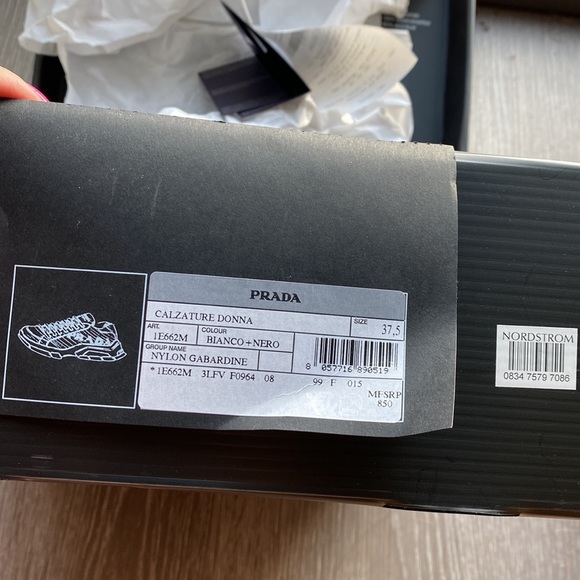 PRADA
CALZATURE DONNA
SIZE
37,5
ART.
1E662M
COLOUR
BIANCO+NERO
GROUP NAME
NYLON GABARDINE
8 057716 890519
*1E662M 3LFV F0964 08 99 F 015
MFSRP
850
NORDSTROM
0834 7579 7086